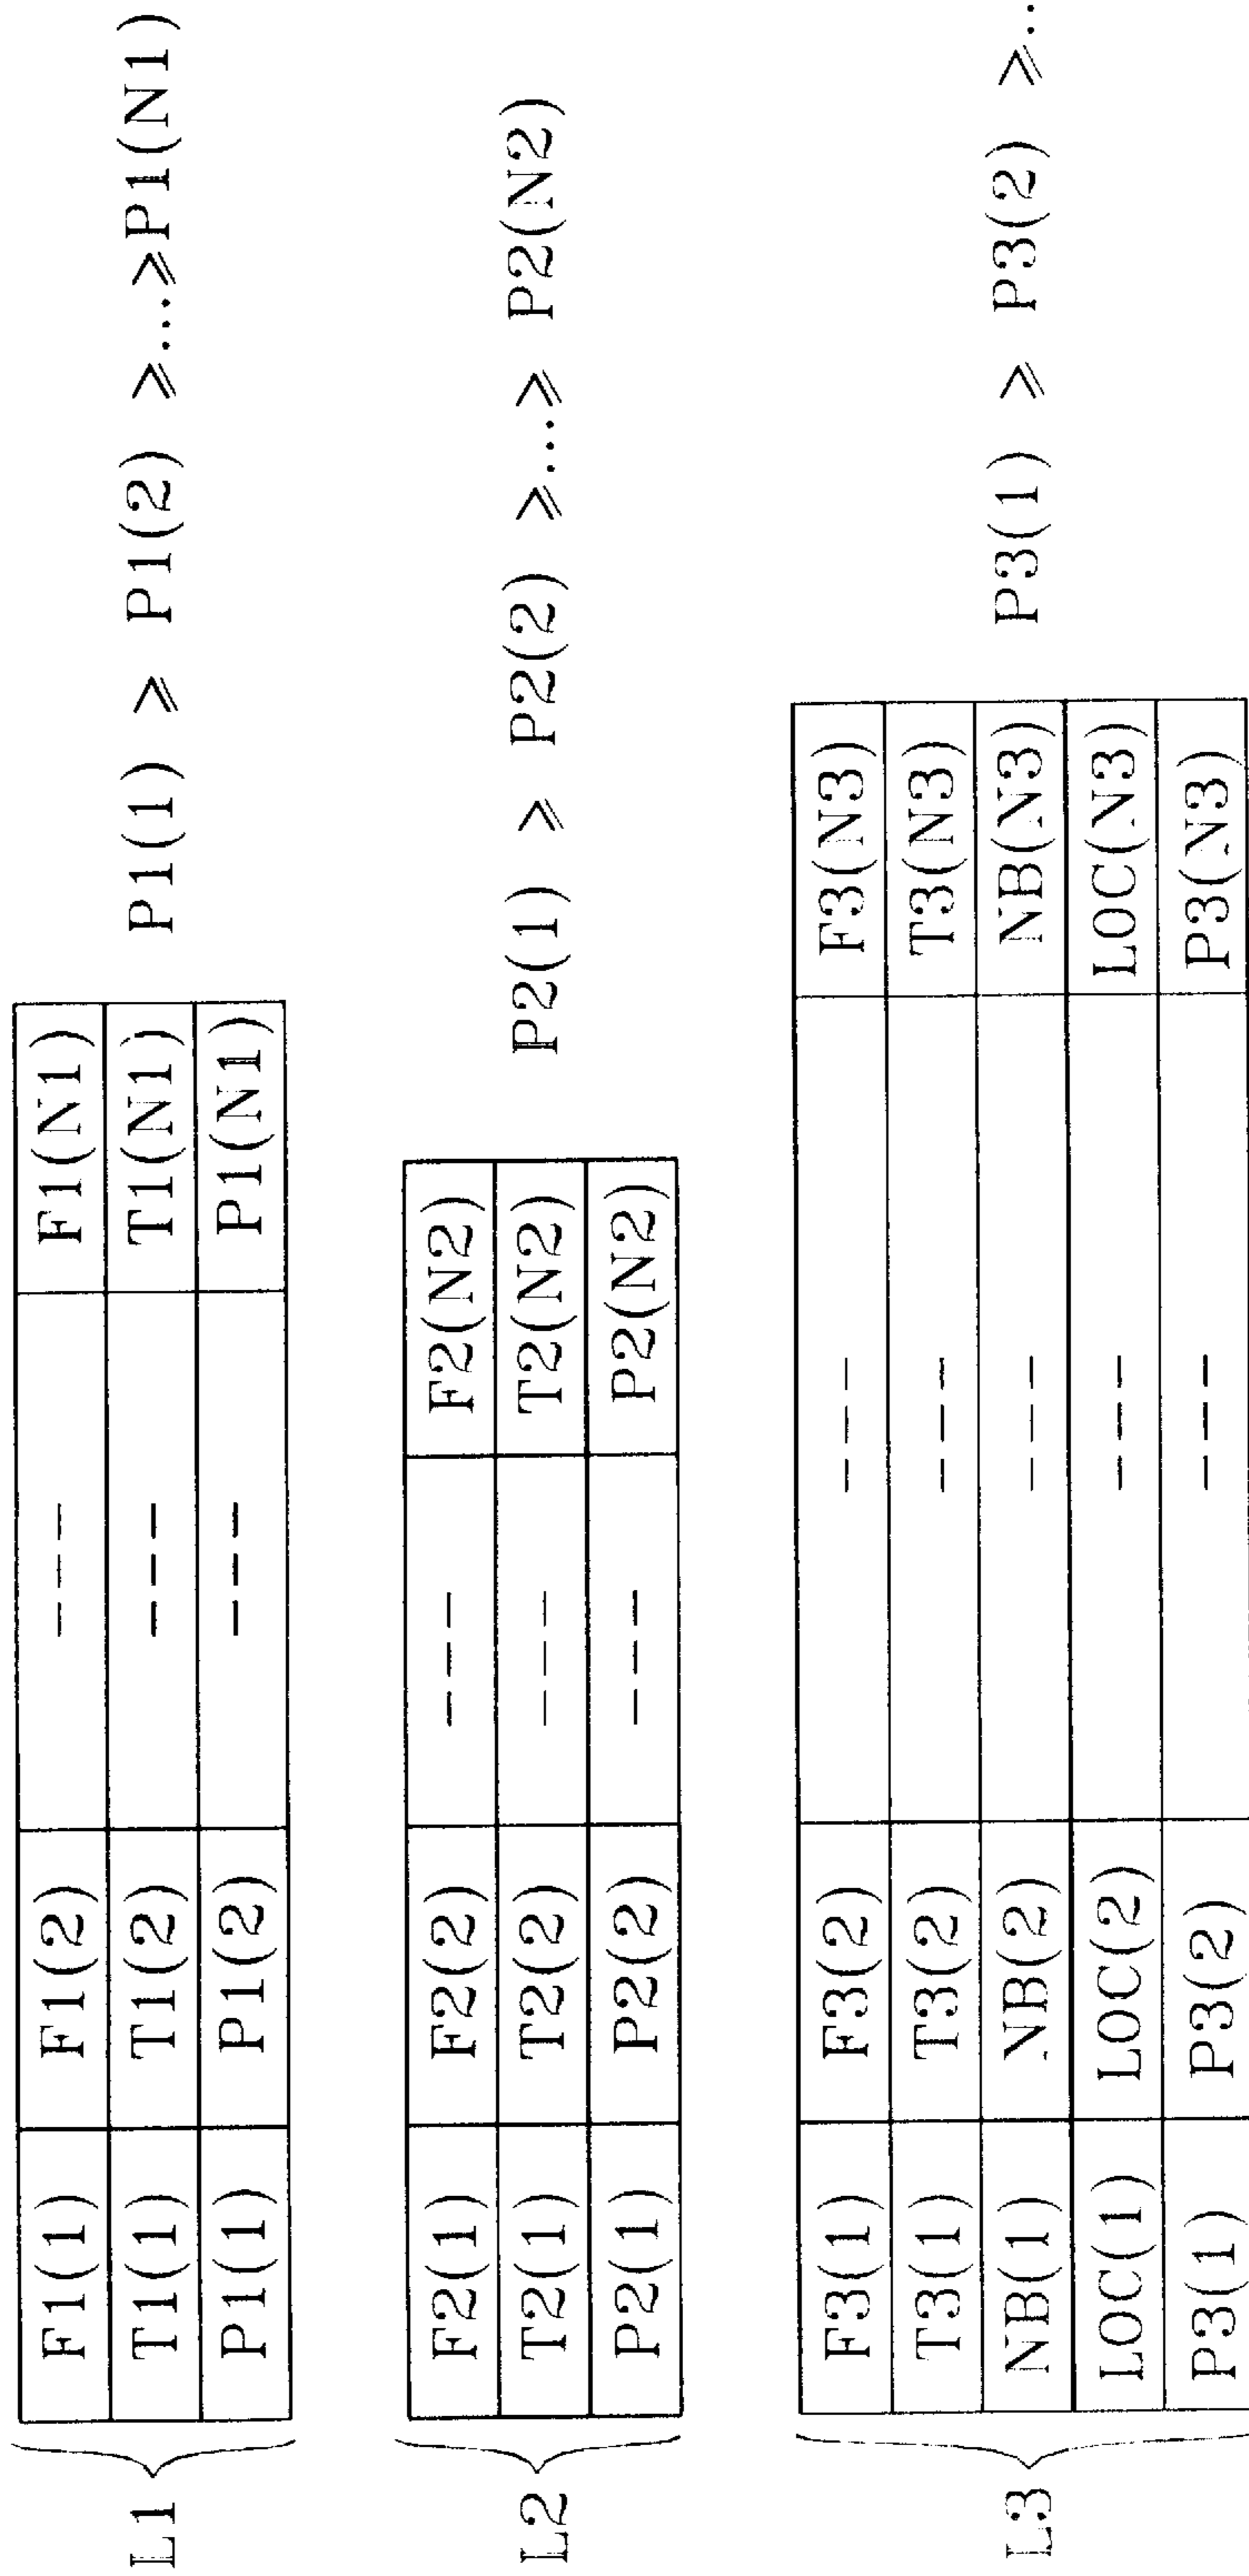 F1(1) F1(2) --- F1(N1)
L1 T1(1) T1(2) --- T1(N1) P1(1) ⩾ P1(2) ⩾...⩾P1(N1)
P1(1) P1(2) --- P1(N1)
F2(1) F2(2) --- F2(N2)
L2 T2(1) T2(2) --- T2(N2) P2(1) ⩾ P2(2) ⩾...⩾ P2(N2)
P2(1) P2(2) --- P2(N2)
F3(1) F3(2) --- F3(N3)
T3(1) T3(2) --- T3(N3)
L3 NB(1) NB(2) --- NB(N3) P3(1) ⩾ P3(2) ⩾..
LOC(1) LOC(2) --- LOC(N3)
P3(1) P3(2) --- P3(N3)